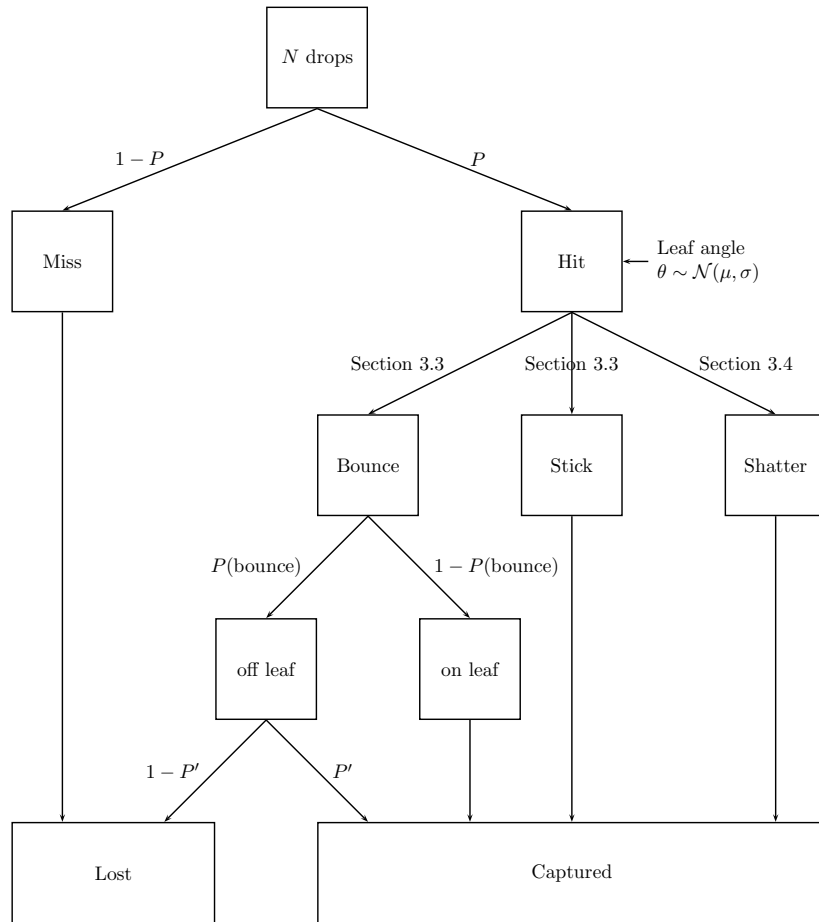 N drops
1 − P
P
Miss
Hit
Leaf angle
θ ∼ 𝒩(μ, σ)
Section 3.3
Section 3.3
Section 3.4
Bounce
Stick
Shatter
P(bounce)
1 − P(bounce)
off leaf
on leaf
1 − P′
P′
Lost
Captured